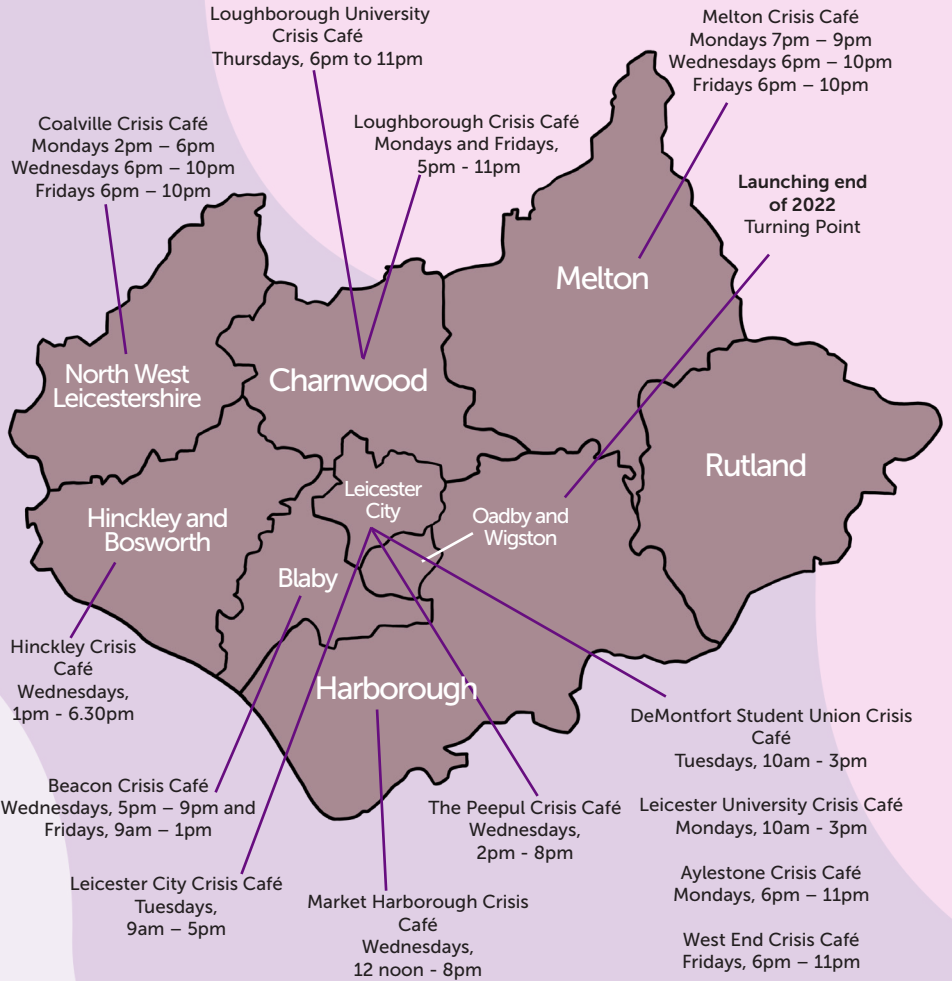 Loughborough University
Crisis Café
Thursdays, 6pm to 11pm
Melton Crisis Café
Mondays 7pm – 9pm
Wednesdays 6pm – 10pm
Fridays 6pm – 10pm
Coalville Crisis Café
Mondays 2pm – 6pm
Wednesdays 6pm – 10pm
Fridays 6pm – 10pm
Loughborough Crisis Café
Mondays and Fridays,
5pm - 11pm
Launching end
of 2022
Turning Point
Melton
North West
Leicestershire
Charnwood
Rutland
Leicester
City
Hinckley and
Bosworth
Oadby and
Wigston
Blaby
Harborough
Hinckley Crisis
Café
Wednesdays,
1pm - 6.30pm
Beacon Crisis Café
Wednesdays, 5pm – 9pm and
Fridays, 9am – 1pm
Leicester City Crisis Café
Tuesdays,
9am – 5pm
Market Harborough Crisis
Café
Wednesdays,
12 noon - 8pm
The Peepul Crisis Café
Wednesdays,
2pm - 8pm
DeMontfort Student Union Crisis
Café
Tuesdays, 10am - 3pm
Leicester University Crisis Café
Mondays, 10am - 3pm
Aylestone Crisis Café
Mondays, 6pm – 11pm
West End Crisis Café
Fridays, 6pm – 11pm